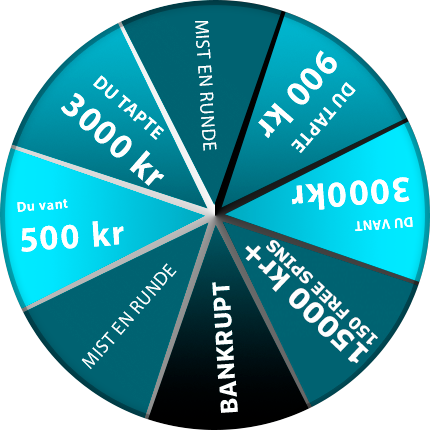 MIST EN RUNDE
DU TAPTE
900 kr
DU VANT
3000kr
15000 kr+
150 FREE SPINS
BANKRUPT
MIST EN RUNDE
Du vant
500 kr
DU TAPTE
3000 kr